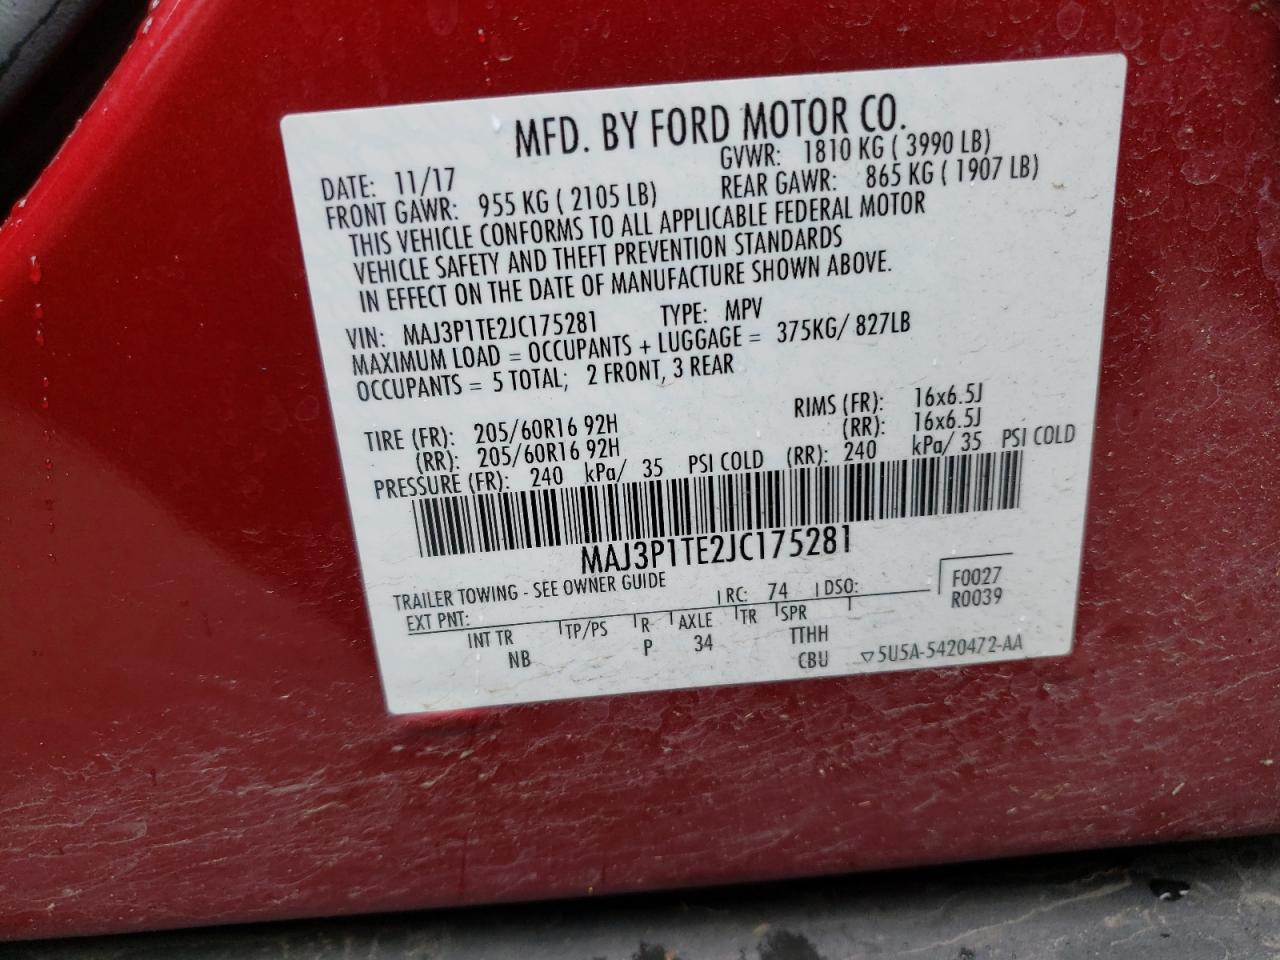 MFD. BY FORD MOTOR CO.
DATE: 11/17 GVWR: 1810 KG ( 3990 LB)
FRONT GAWR: 955 KG ( 2105 LB) REAR GAWR: 865 KG ( 1907 LB)
THIS VEHICLE CONFORMS TO ALL APPLICABLE FEDERAL MOTOR
VEHICLE SAFETY AND THEFT PREVENTION STANDARDS
IN EFFECT ON THE DATE OF MANUFACTURE SHOWN ABOVE.
VIN: MAJ3P1TE2JC175281 TYPE: MPV
MAXIMUM LOAD = OCCUPANTS + LUGGAGE = 375KG/ 827LB
OCCUPANTS = 5 TOTAL; 2 FRONT, 3 REAR
TIRE (FR): 205/60R16 92H RIMS (FR): 16x6.5J
(RR): 205/60R16 92H (RR): 16x6.5J
PRESSURE (FR): 240 kPa/ 35 PSI COLD (RR): 240 kPa/ 35 PSI COLD
MAJ3P1TE2JC175281
TRAILER TOWING - SEE OWNER GUIDE
EXT PNT: RC: 74 DSO: F0027
INT TR TP/PS R AXLE TR SPR R0039
NB P 34 TTHH
CBU ▽5U5A-5420472-AA